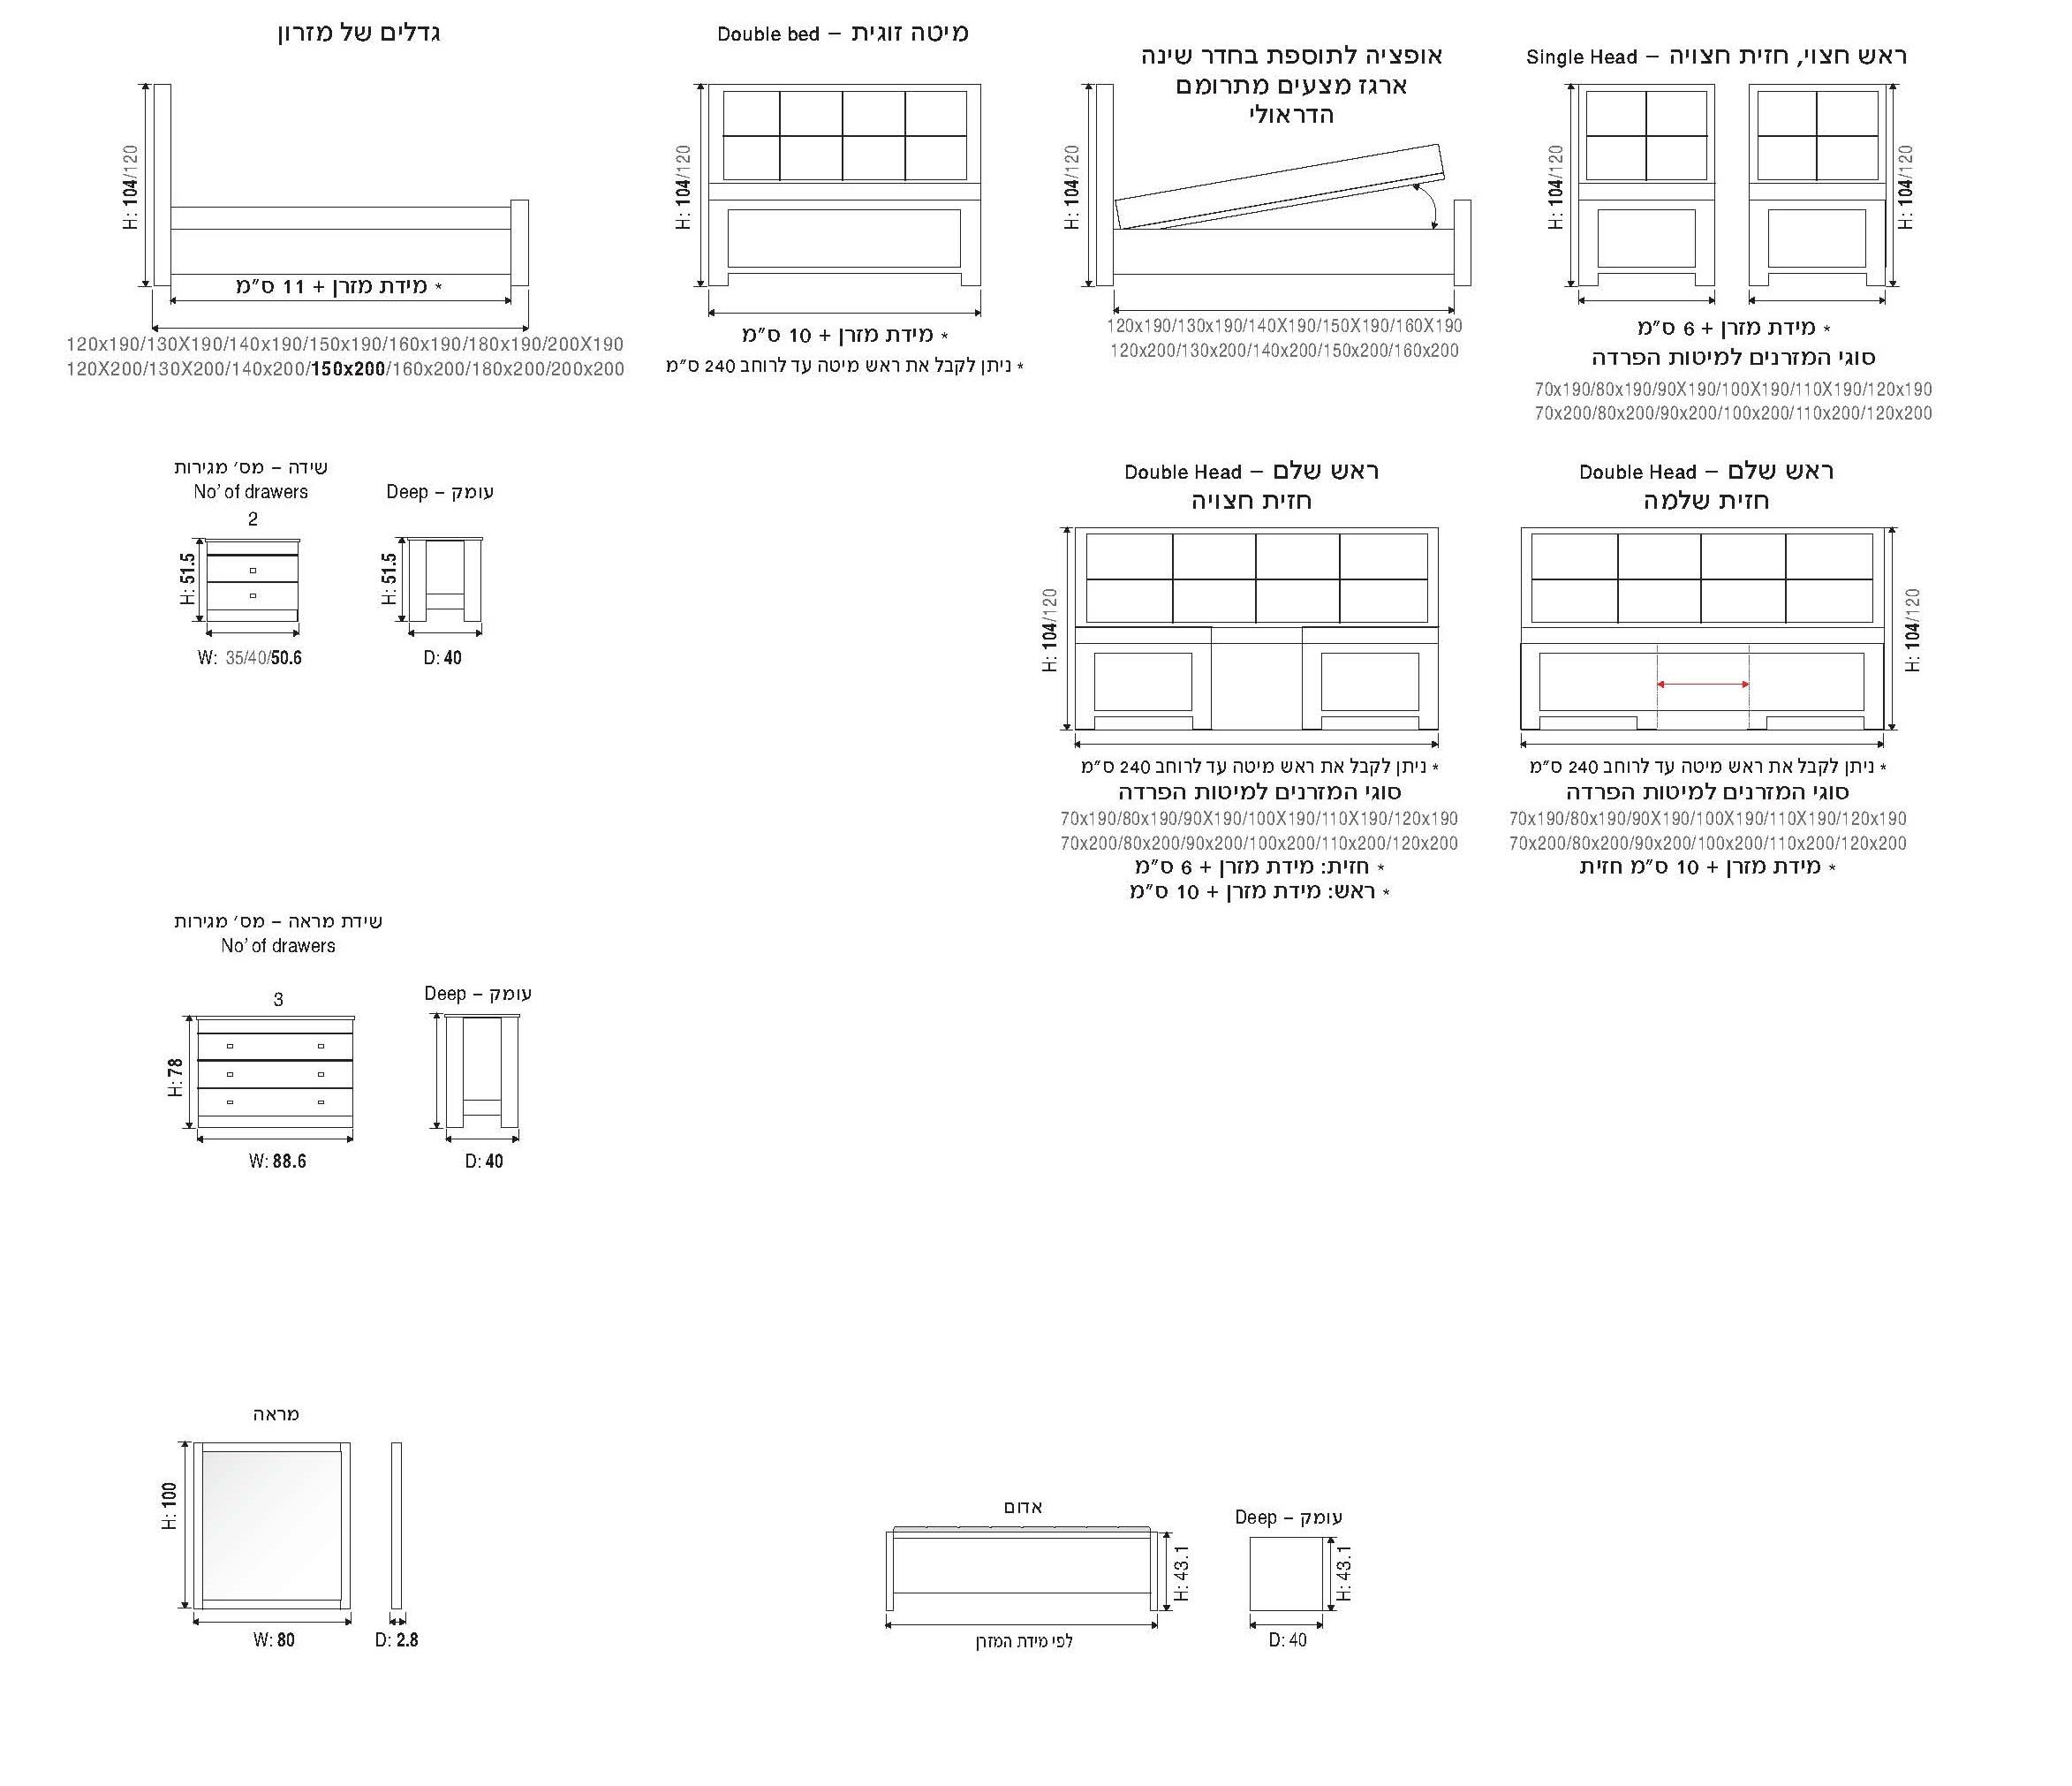 גדלים של מזרון
H: 104/120
* מידת מזרן + 11 ס"מ
120x190/130X190/140x190/150x190/160x190/180x190/200X190
120X200/130X200/140x200/150x200/160x200/180x200/200x200
מיטה זוגית – Double bed
H: 104/120
* מידת מזרן + 10 ס"מ
* ניתן לקבל את ראש מיטה עד לרוחב 240 ס"מ
אופציה לתוספת בחדר שינה
ארגז מצעים מתרומם
הדראולי
H: 104/120
120x190/130x190/140X190/150X190/160X190
120x200/130x200/140x200/150x200/160x200
ראש חצוי, חזית חצויה – Single Head
H: 104/120
H: 104/120
* מידת מזרן + 6 ס"מ
סוגי המזרנים למיטות הפרדה
70x190/80x190/90X190/100X190/110X190/120x190
70x200/80x200/90x200/100x200/110x200/120x200
שידה – מס' מגירות
No' of drawers
2
H: 51.5
W: 35/40/50.6
עומק – Deep
H: 51.5
D: 40
ראש שלם – Double Head
חזית חצויה
H: 104/120
* ניתן לקבל את ראש מיטה עד לרוחב 240 ס"מ
סוגי המזרנים למיטות הפרדה
70x190/80x190/90X190/100X190/110X190/120x190
70x200/80x200/90x200/100x200/110x200/120x200
* חזית: מידת מזרן + 6 ס"מ
* ראש: מידת מזרן + 10 ס"מ
ראש שלם – Double Head
חזית שלמה
H: 104/120
* ניתן לקבל את ראש מיטה עד לרוחב 240 ס"מ
סוגי המזרנים למיטות הפרדה
70x190/80x190/90X190/100X190/110X190/120x190
70x200/80x200/90x200/100x200/110x200/120x200
* מידת מזרן + 10 ס"מ חזית
שידת מראה – מס' מגירות
No' of drawers
3
H: 78
W: 88.6
עומק – Deep
D: 40
מראה
H: 100
W: 80
D: 2.8
אדום
H: 43.1
לפי מידת המזרן
עומק – Deep
H: 43.1
D: 40